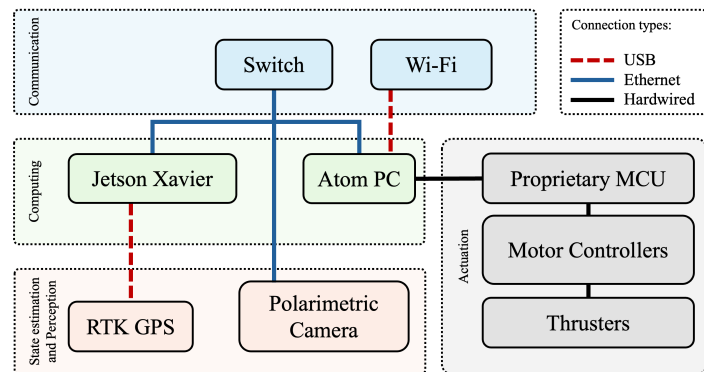 Communication
Switch
Wi-Fi
Connection types:
USB
Ethernet
Hardwired
Computing
Jetson Xavier
Atom PC
Actuation
Proprietary MCU
Motor Controllers
Thrusters
State estimation
and Perception
RTK GPS
Polarimetric
Camera